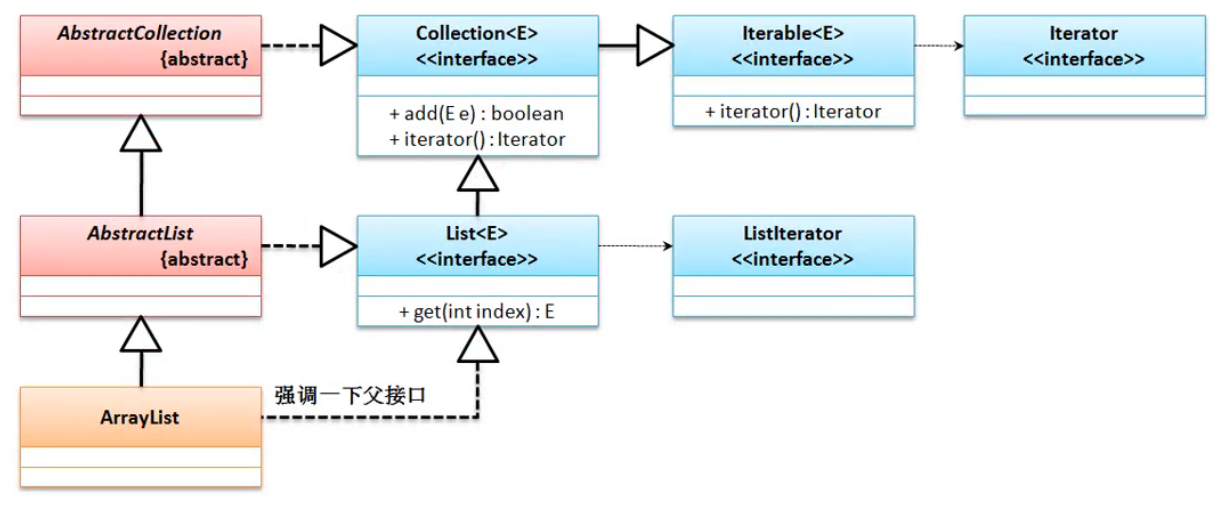 AbstractCollection
{abstract}
Collection<E>
<<interface>>
+ add(E e) : boolean
+ iterator() : Iterator
Iterable<E>
<<interface>>
+ iterator() : Iterator
Iterator
<<interface>>
AbstractList
{abstract}
List<E>
<<interface>>
+ get(int index) : E
ListIterator
<<interface>>
ArrayList
强调一下父接口